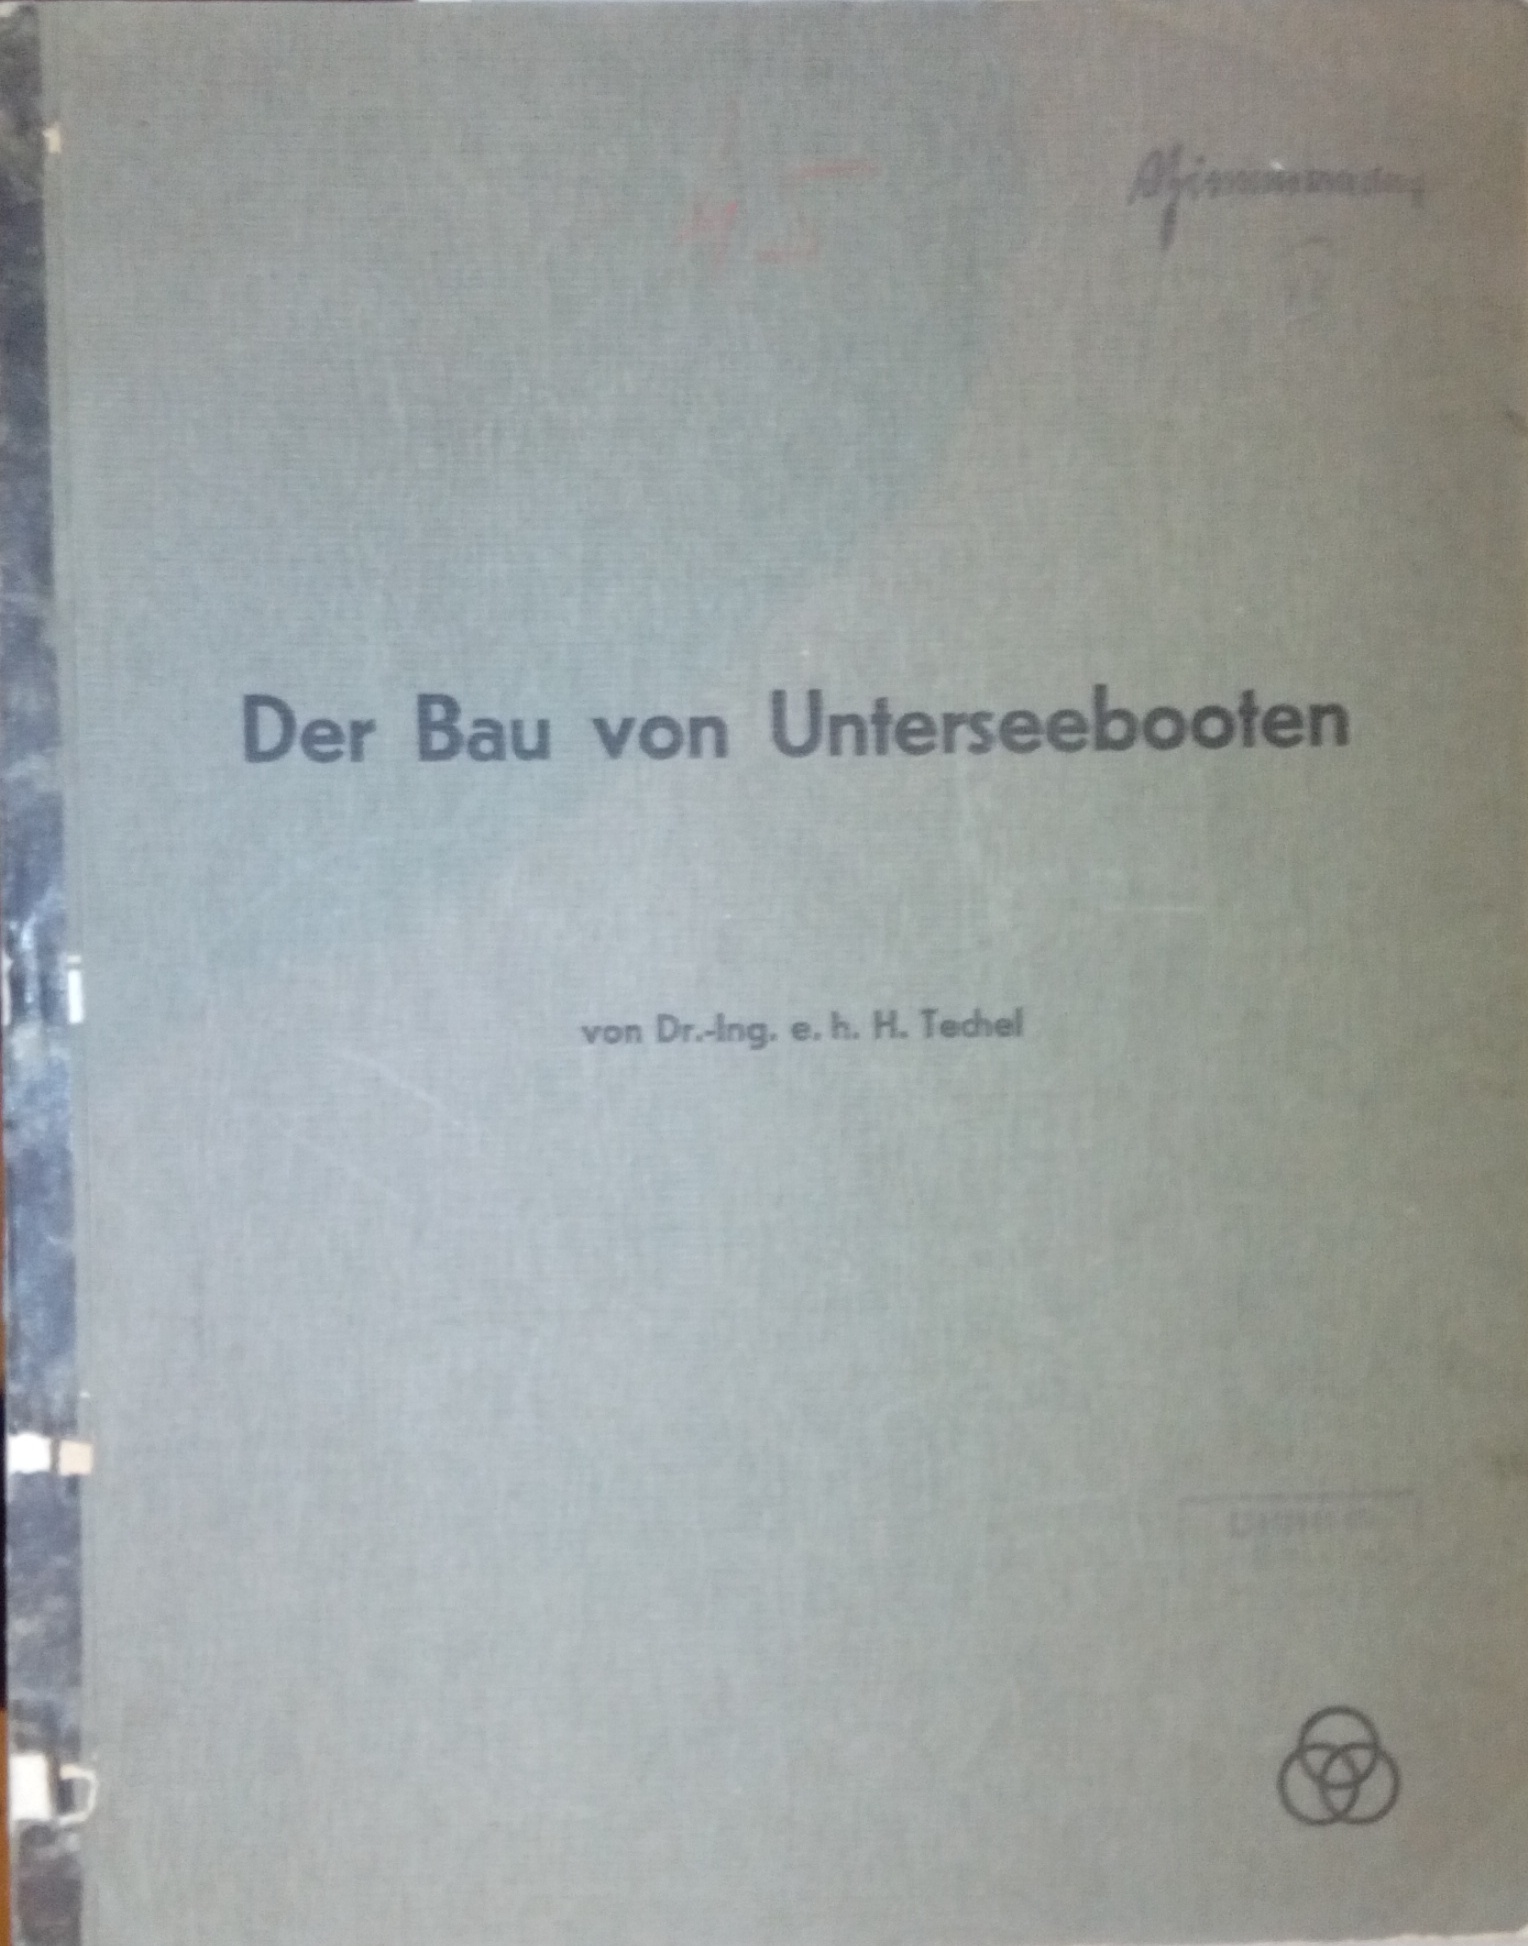 Der Bau von Unterseebooten
von Dr.-Ing. e. h. H. Techel